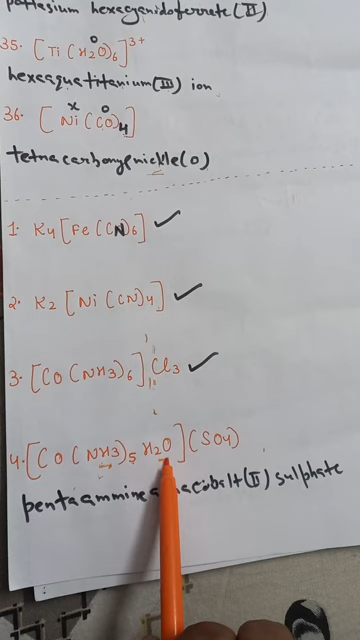 potassium hexacyanidoferrate(II)
35. [Ti(H2O)6]3+
hexaaquatitanium(III) ion
36. [Ni(CO)4
tetracarbonylnickle(0)
1. K4[Fe(CN)6] ✓
2. K2[Ni(CN)4] ✓
3. [CO(NH3)6]Cl3 ✓
4. [CO(NH3)5H2O](SO4)
pentaammine cobalt(II) sulphate